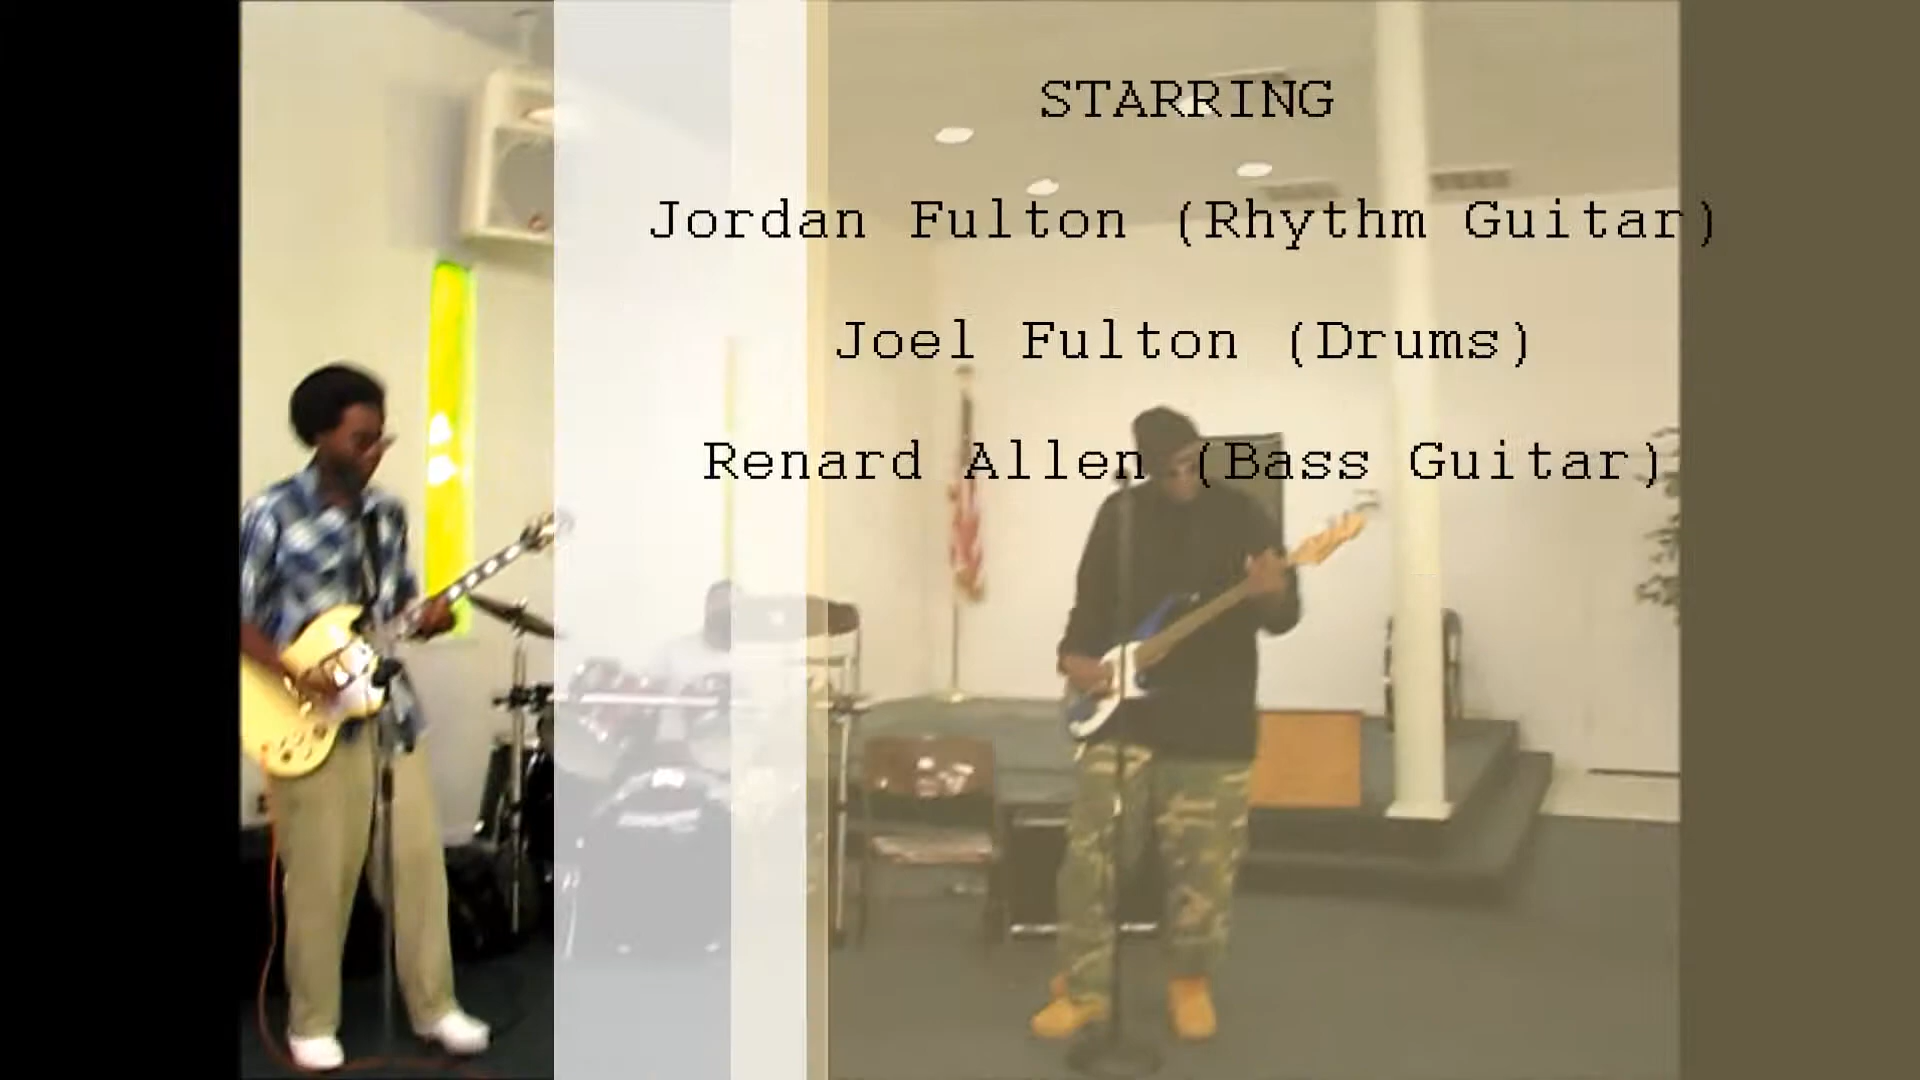 STARRING
Jordan Fulton (Rhythm Guitar)
Joel Fulton (Drums)
Renard Allen (Bass Guitar)